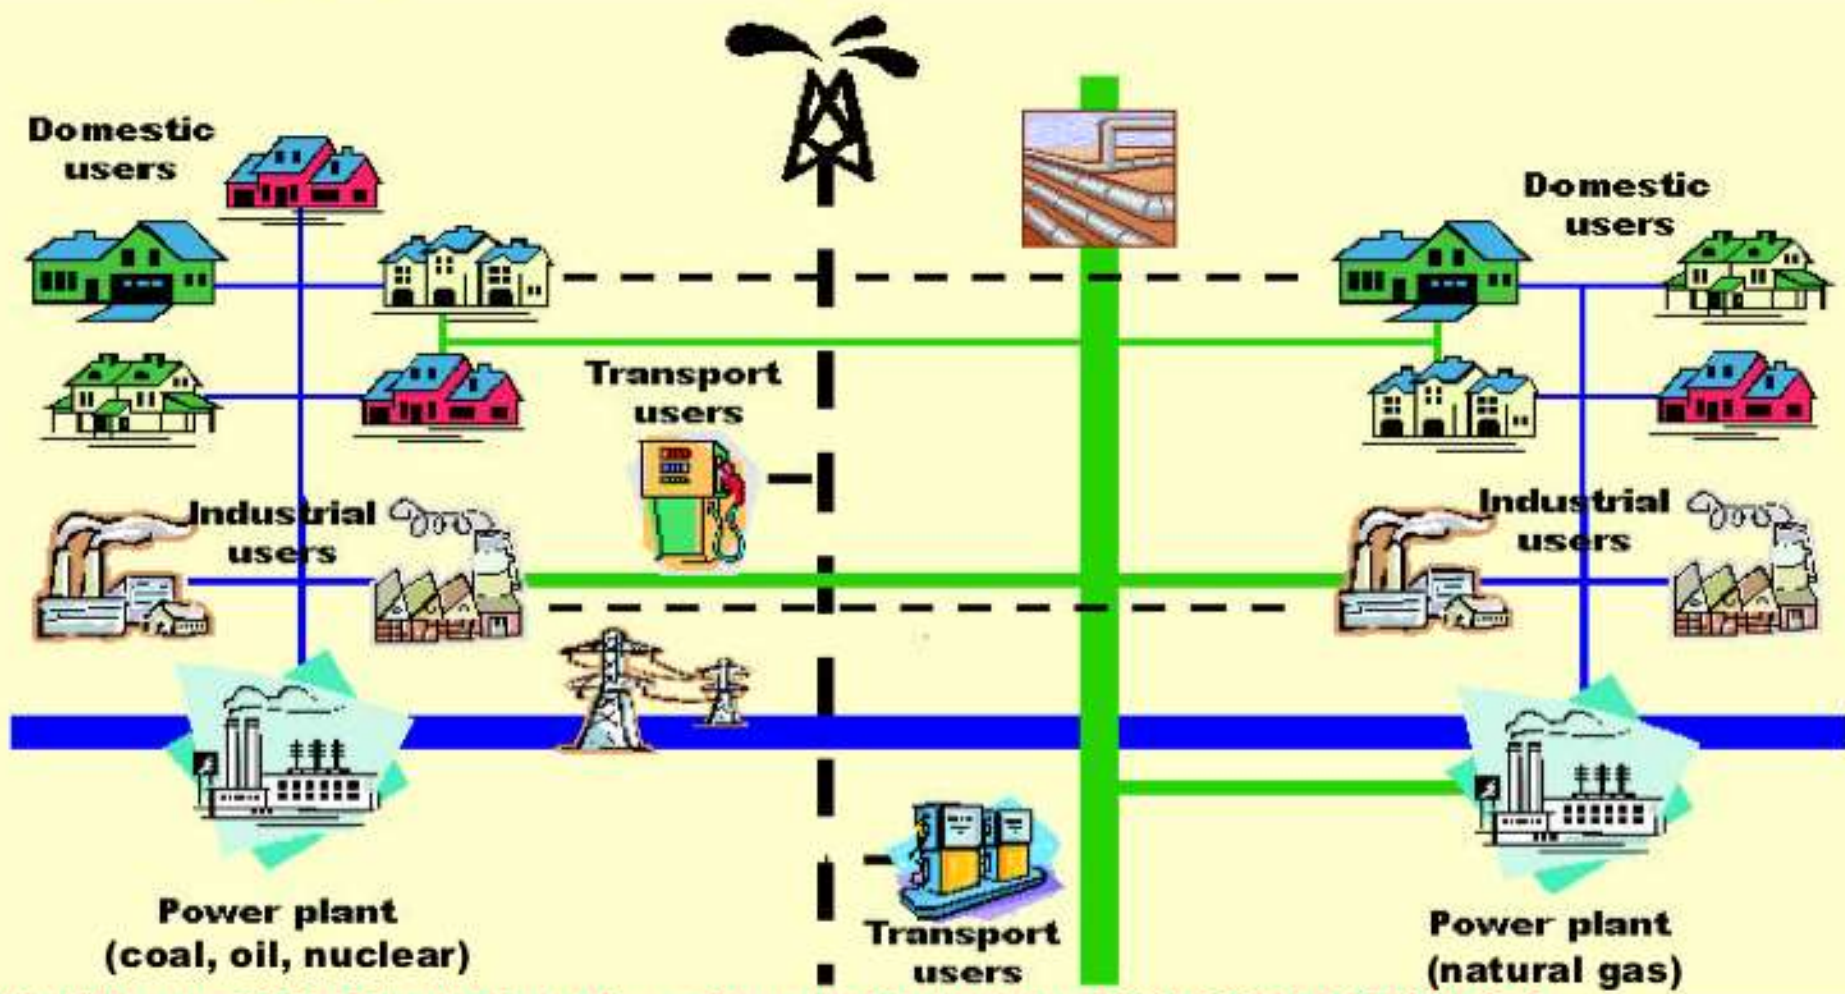 Domestic
users
Domestic
users
Transport
users
Industrial
users
Industrial
users
Power plant
(coal, oil, nuclear)
Transport
users
Power plant
(natural gas)